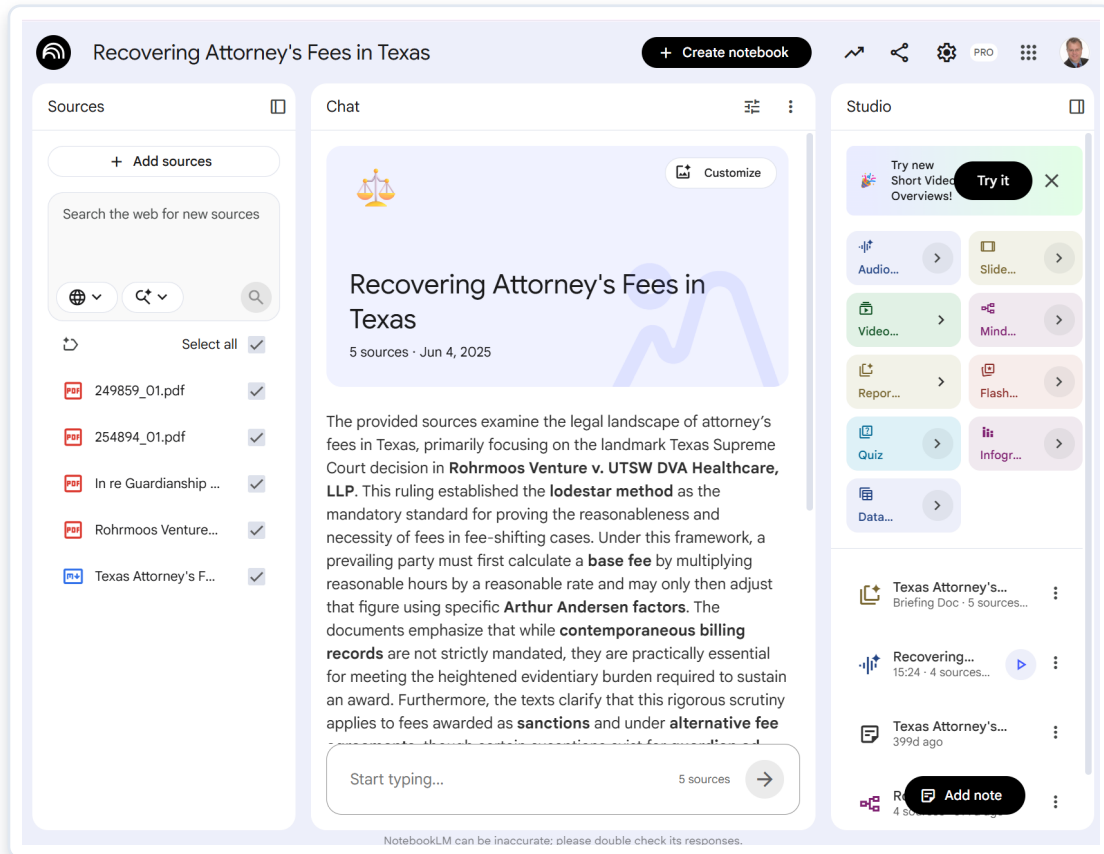 Recovering Attorney's Fees in Texas
+ Create notebook
PRO
Sources
+ Add sources
Search the web for new sources
Select all
PDF 249859_01.pdf
PDF 254894_01.pdf
PDF In re Guardianship ...
PDF Rohrmoos Venture...
Texas Attorney's F...
Chat
Customize
Recovering Attorney's Fees in
Texas
5 sources · Jun 4, 2025
The provided sources examine the legal landscape of attorney's
fees in Texas, primarily focusing on the landmark Texas Supreme
Court decision in Rohrmoos Venture v. UTSW DVA Healthcare,
LLP. This ruling established the lodestar method as the
mandatory standard for proving the reasonableness and
necessity of fees in fee-shifting cases. Under this framework, a
prevailing party must first calculate a base fee by multiplying
reasonable hours by a reasonable rate and may only then adjust
that figure using specific Arthur Andersen factors. The
documents emphasize that while contemporaneous billing
records are not strictly mandated, they are practically essential
for meeting the heightened evidentiary burden required to sustain
an award. Furthermore, the texts clarify that this rigorous scrutiny
applies to fees awarded as sanctions and under alternative fee
Start typing...
5 sources
NotebookLM can be inaccurate; please double check its responses.
Studio
Try new
Short Video
Overviews!
Try it
Audio...
Slide...
Video...
Mind...
Repor...
Flash...
Quiz
Infogr...
Data...
Texas Attorney's...
Briefing Doc · 5 sources...
Recovering...
15:24 · 4 sources...
Texas Attorney's...
399d ago
Add note